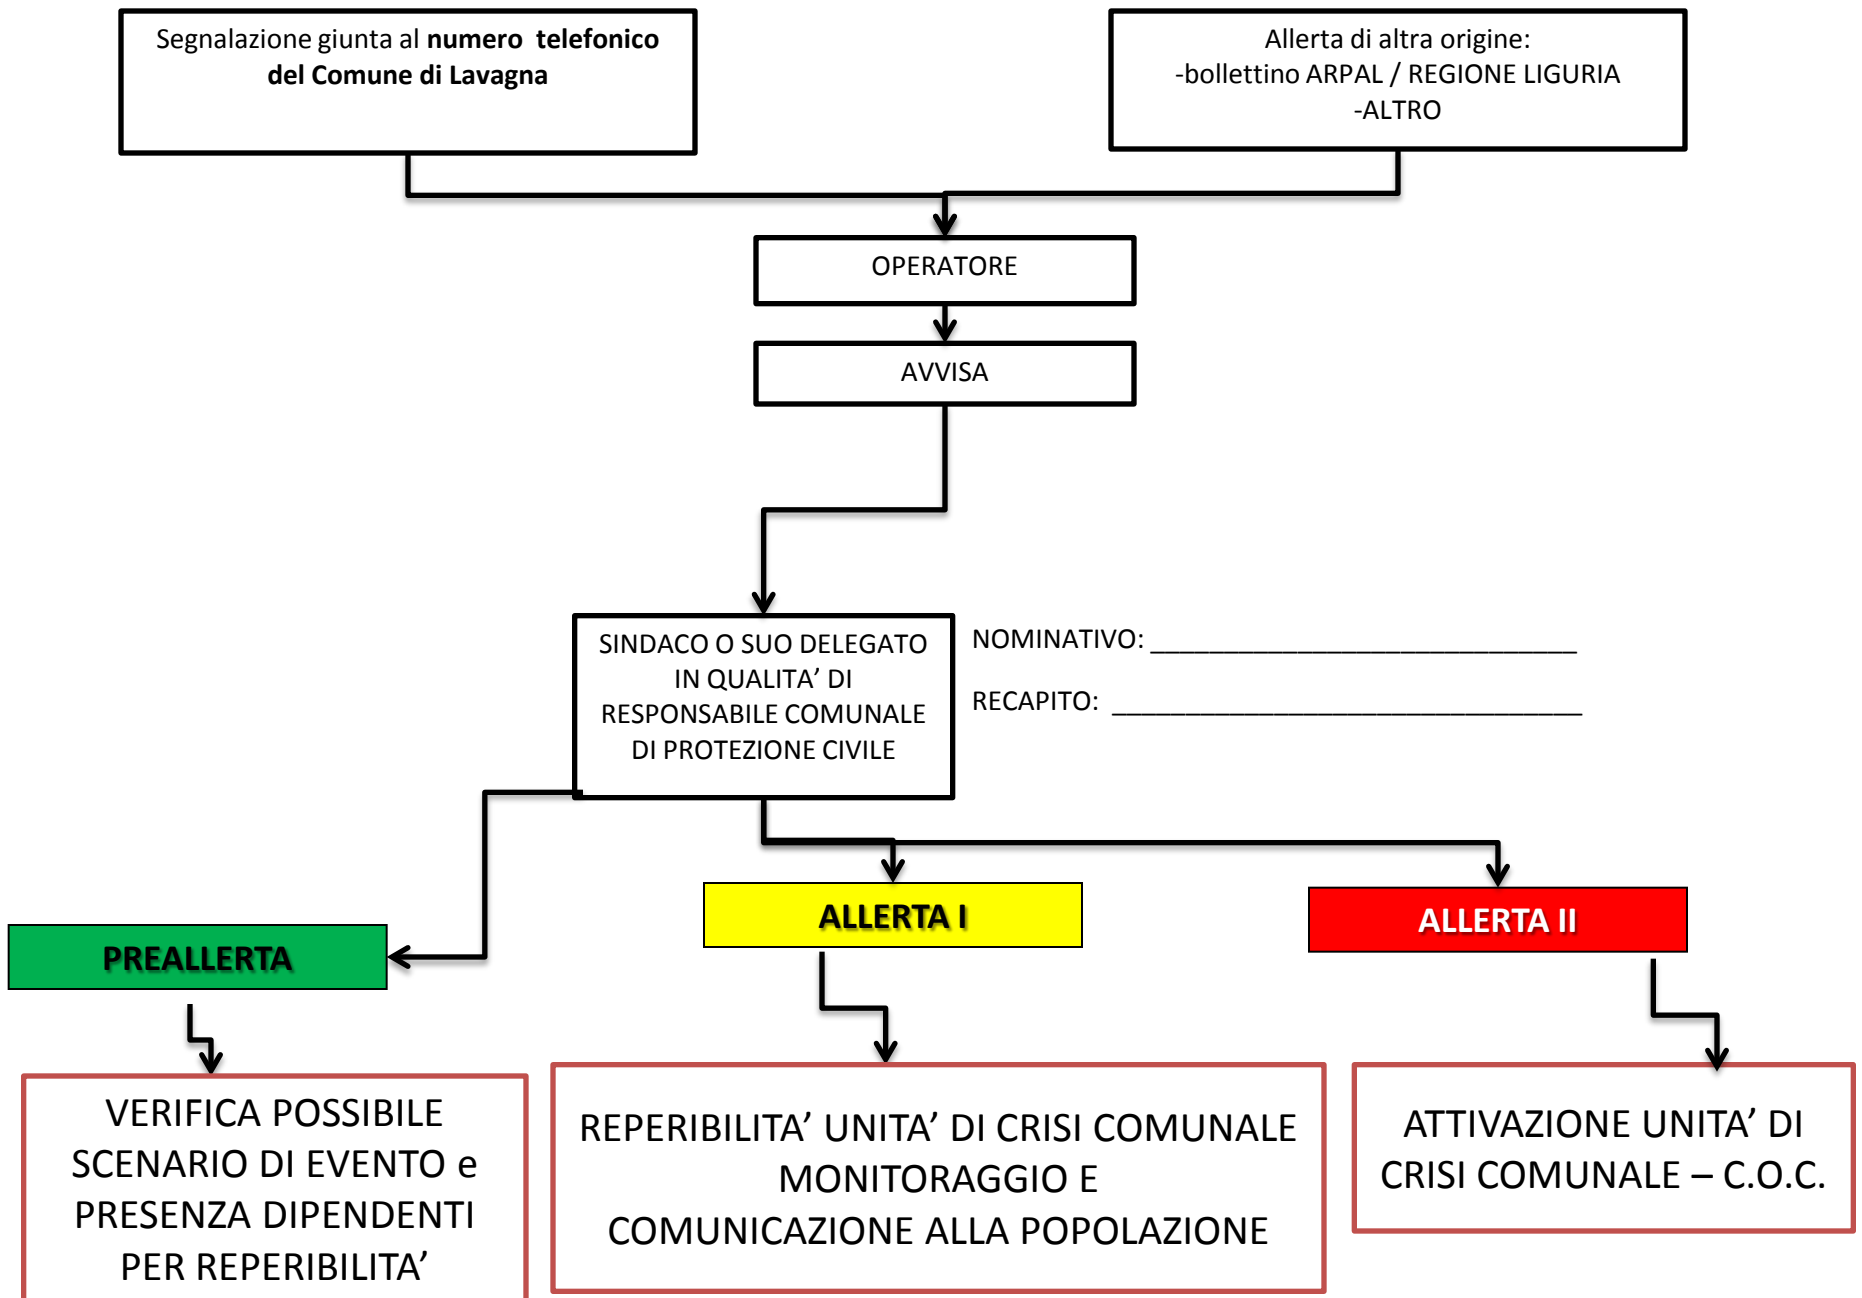 Segnalazione giunta al numero telefonico
del Comune di Lavagna
Allerta di altra origine:
-bollettino ARPAL / REGIONE LIGURIA
-ALTRO
OPERATORE
AVVISA
SINDACO O SUO DELEGATO
IN QUALITA’ DI
RESPONSABILE COMUNALE
DI PROTEZIONE CIVILE
NOMINATIVO: ______________________________
RECAPITO: _________________________________
PREALLERTA
ALLERTA I
ALLERTA II
VERIFICA POSSIBILE
SCENARIO DI EVENTO e
PRESENZA DIPENDENTI
PER REPERIBILITA’
REPERIBILITA’ UNITA’ DI CRISI COMUNALE
MONITORAGGIO E
COMUNICAZIONE ALLA POPOLAZIONE
ATTIVAZIONE UNITA’ DI
CRISI COMUNALE – C.O.C.